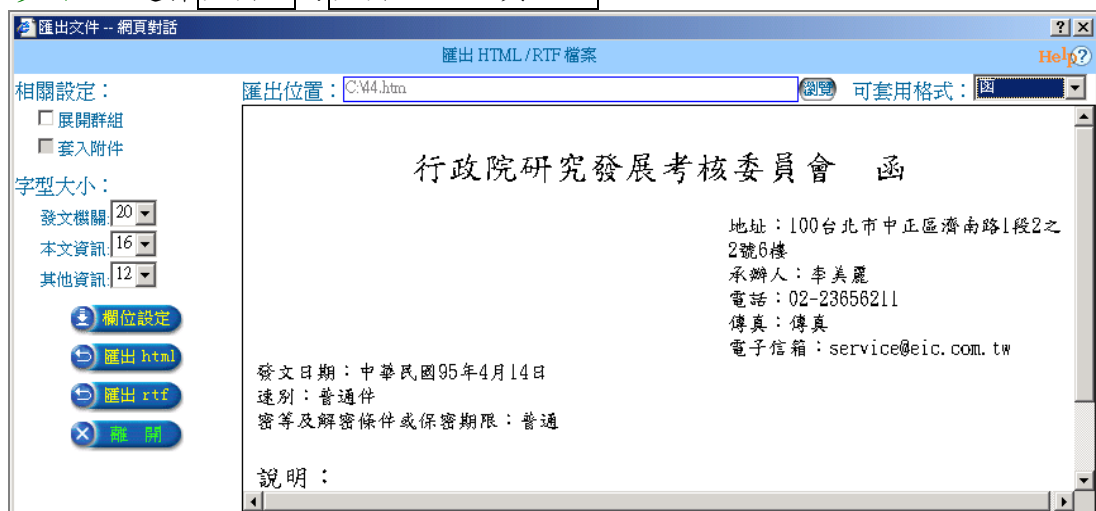 匯出文件 -- 網頁對話
匯出 HTML/RTF 檔案
Help?
相關設定：
展開群組
套入附件
字型大小：
發文機關: 20
本文資訊: 16
其他資訊: 12
欄位設定
匯出 html
匯出 rtf
離 開
匯出位置：C:\44.htm 瀏覽 可套用格式：函
行政院研究發展考核委員會 函
地址：100台北市中正區濟南路1段2之
2號6樓
承辦人：李美麗
電話：02-23656211
傳真：傳真
電子信箱：service@eic.com.tw
發文日期：中華民國95年4月14日
速別：普通件
密等及解密條件或保密期限：普通
說明：